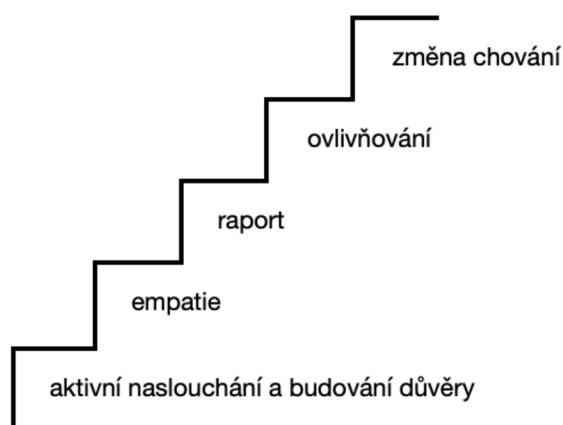 změna chování
ovlivňování
raport
empatie
aktivní naslouchání a budování důvěry